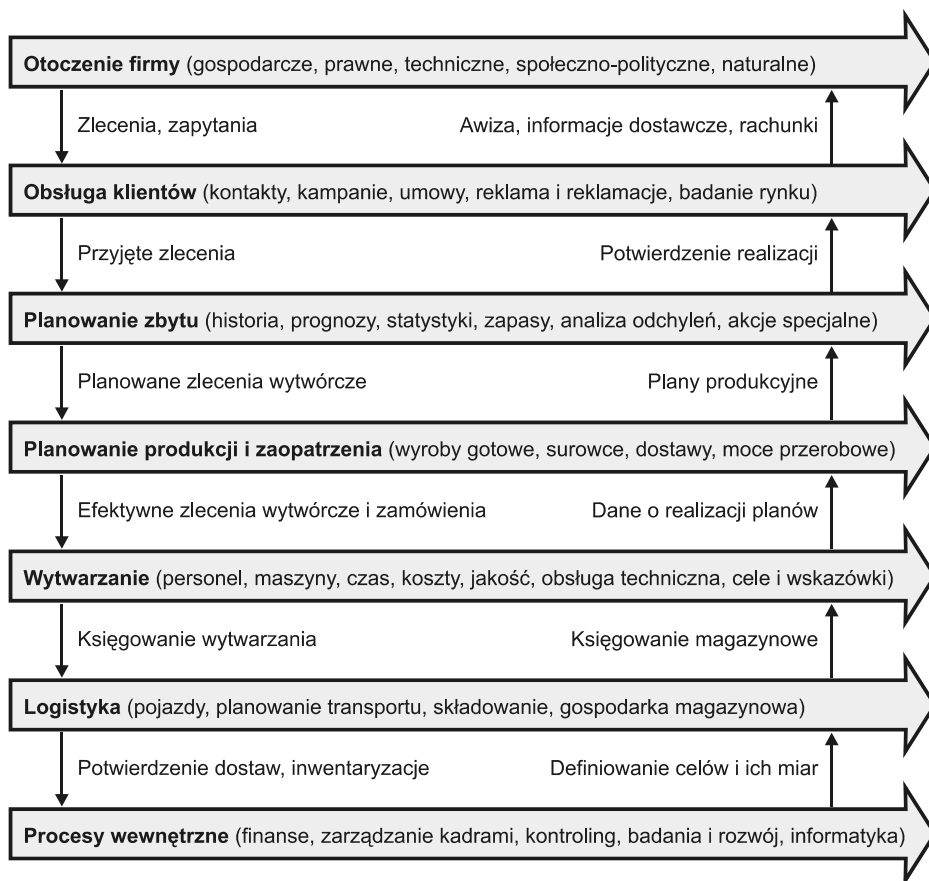 Otoczenie firmy (gospodarcze, prawne, techniczne, społeczno-polityczne, naturalne)
Zlecenia, zapytania
Awiza, informacje dostawcze, rachunki
Obsługa klientów (kontakty, kampanie, umowy, reklama i reklamacje, badanie rynku)
Przyjęte zlecenia
Potwierdzenie realizacji
Planowanie zbytu (historia, prognozy, statystyki, zapasy, analiza odchyleń, akcje specjalne)
Planowane zlecenia wytwórcze
Plany produkcyjne
Planowanie produkcji i zaopatrzenia (wyroby gotowe, surowce, dostawy, moce przerobowe)
Efektywne zlecenia wytwórcze i zamówienia
Dane o realizacji planów
Wytwarzanie (personel, maszyny, czas, koszty, jakość, obsługa techniczna, cele i wskazówki)
Księgowanie wytwarzania
Księgowanie magazynowe
Logistyka (pojazdy, planowanie transportu, składowanie, gospodarka magazynowa)
Potwierdzenie dostaw, inwentaryzacje
Definiowanie celów i ich miar
Procesy wewnętrzne (finanse, zarządzanie kadrami, kontroling, badania i rozwój, informatyka)